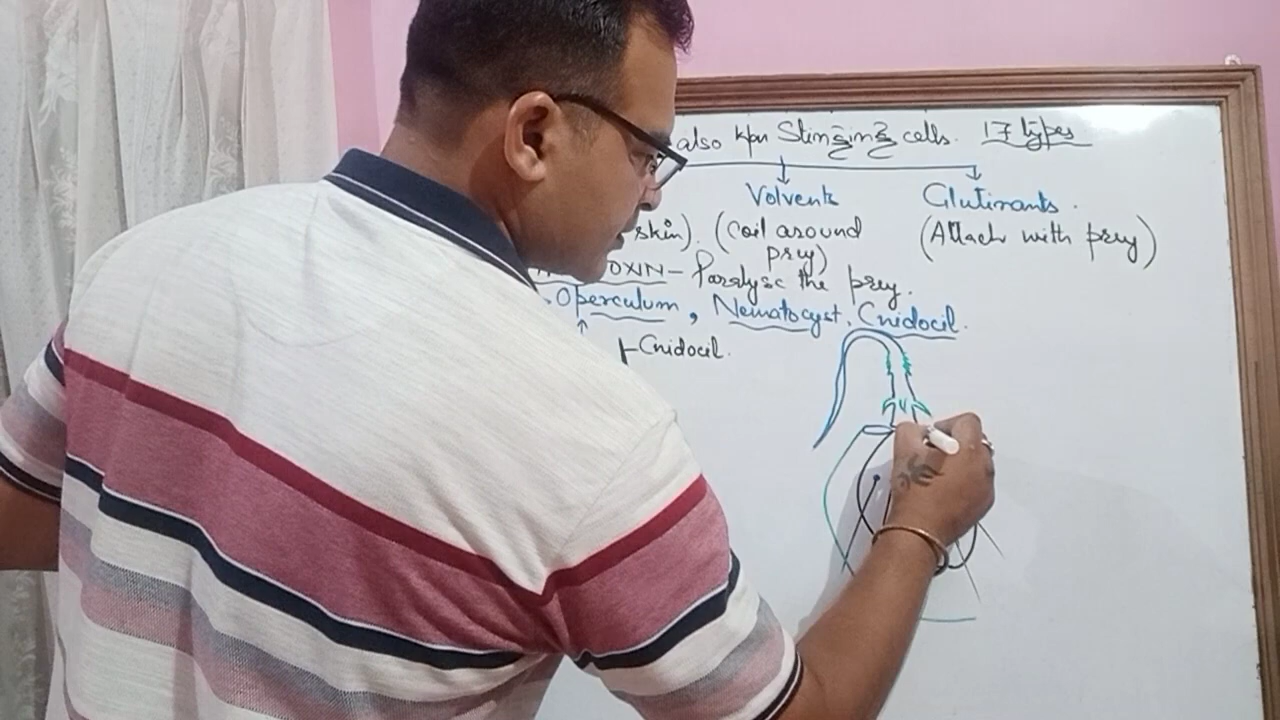 also kn Stinging cells. 17 types
Volvents Glutinants.
skin). (Coil around prey) (Attach with prey)
OXIN - Paralyse the prey.
Operculum, Nematocyst, Cnidocil.
Cnidocil.